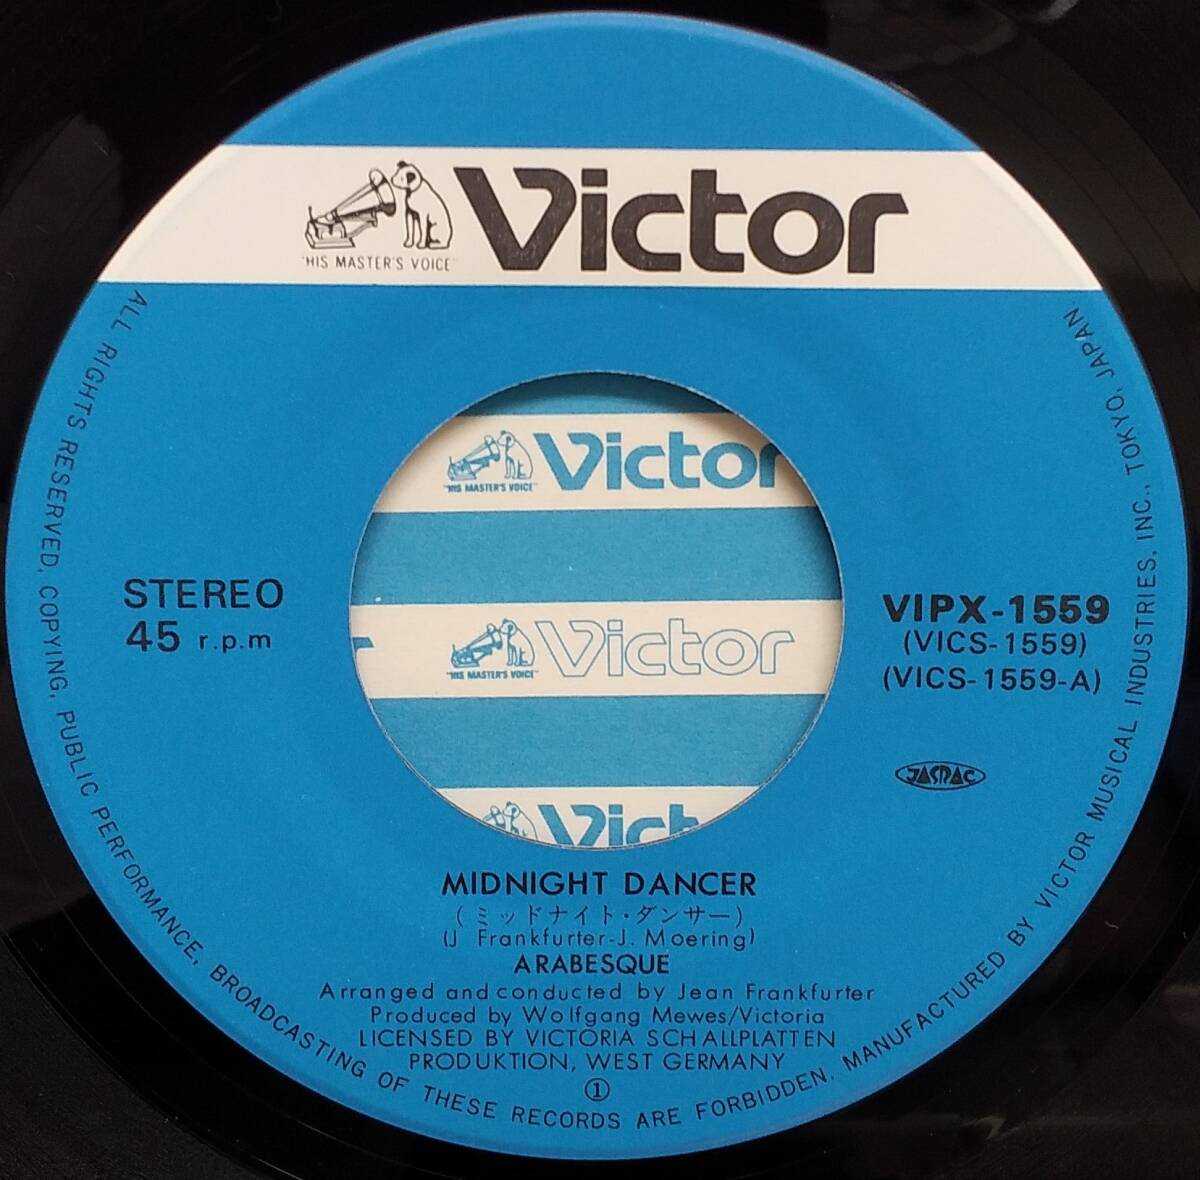 "HIS MASTER'S VOICE"
Victor
ALL RIGHTS RESERVED, COPYING, PUBLIC PERFORMANCE, BROADCASTING OF THESE RECORDS ARE FORBIDDEN. MANUFACTURED BY VICTOR MUSICAL INDUSTRIES, INC., TOKYO, JAPAN.
"HIS MASTER'S VOICE"
Victor
STEREO
45 r.p.m
VIPX-1559
(VICS-1559)
(VICS-1559-A)
"HIS MASTER'S VOICE"
Victor
JASRAC
Victor
MIDNIGHT DANCER
(ミッドナイト・ダンサー)
(J Frankfurter-J. Moering)
ARABESQUE
Arranged and conducted by Jean Frankfurter
Produced by Wolfgang Mewes/Victoria
LICENSED BY VICTORIA SCHALLPLATTEN
PRODUKTION, WEST GERMANY
①